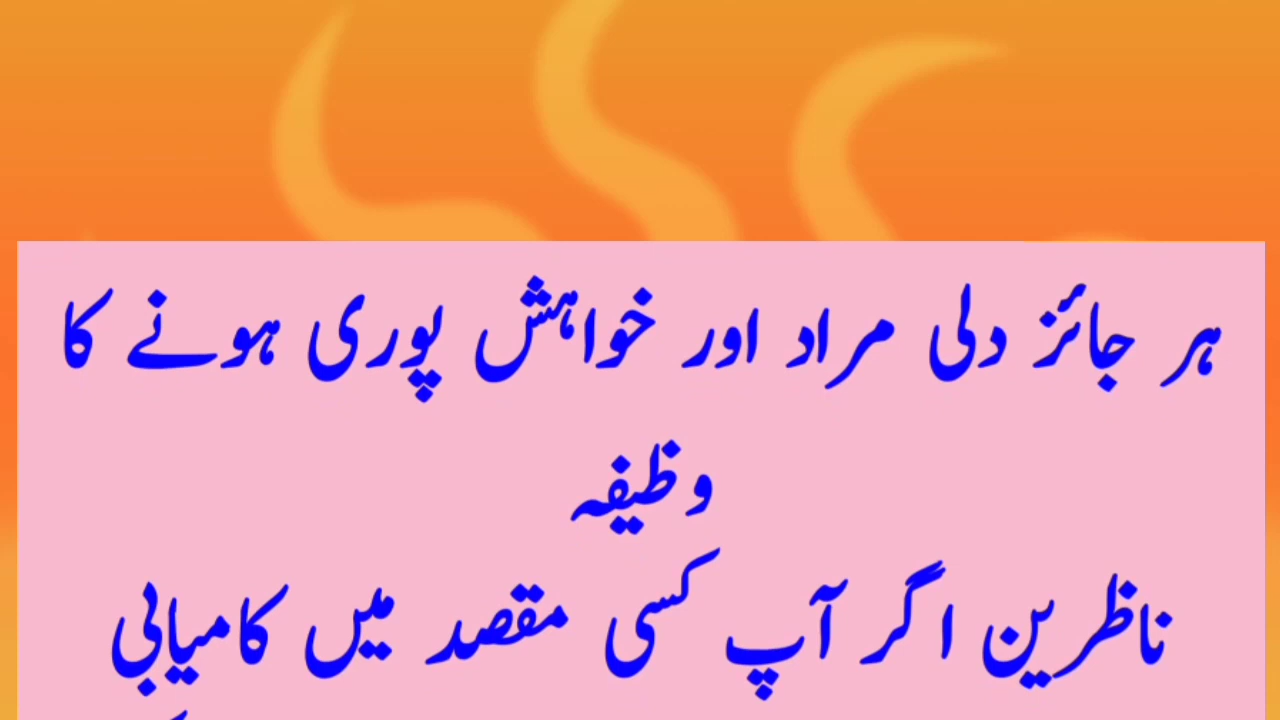 ہر جائز دلی مراد اور خواہش پوری ہونے کا
وظیفہ
ناظرین اگر آپ کسی مقصد میں کامیابی